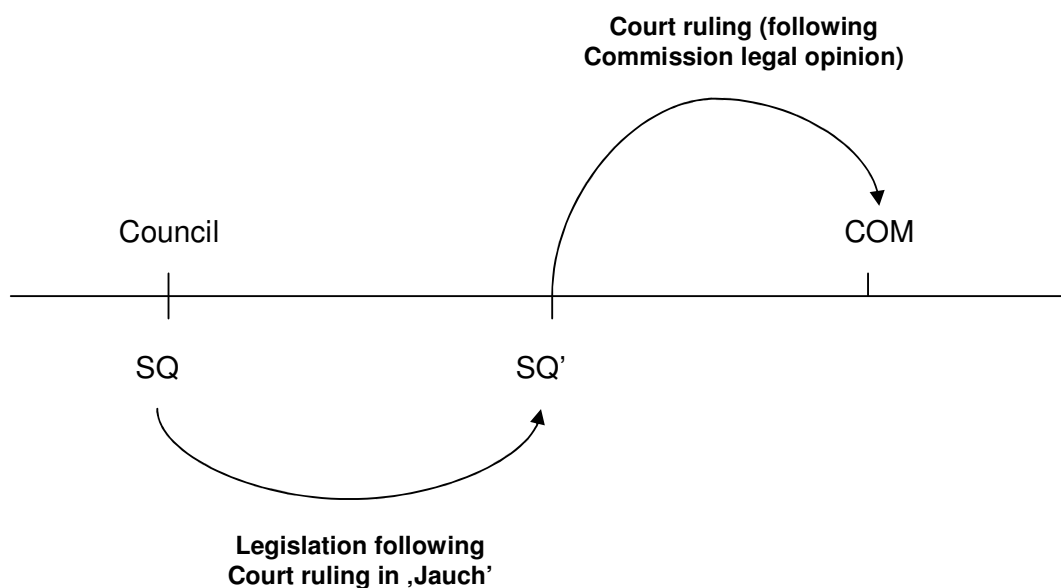 Court ruling (following
Commission legal opinion)
Council
COM
SQ
SQ’
Legislation following
Court ruling in ‚Jauch’